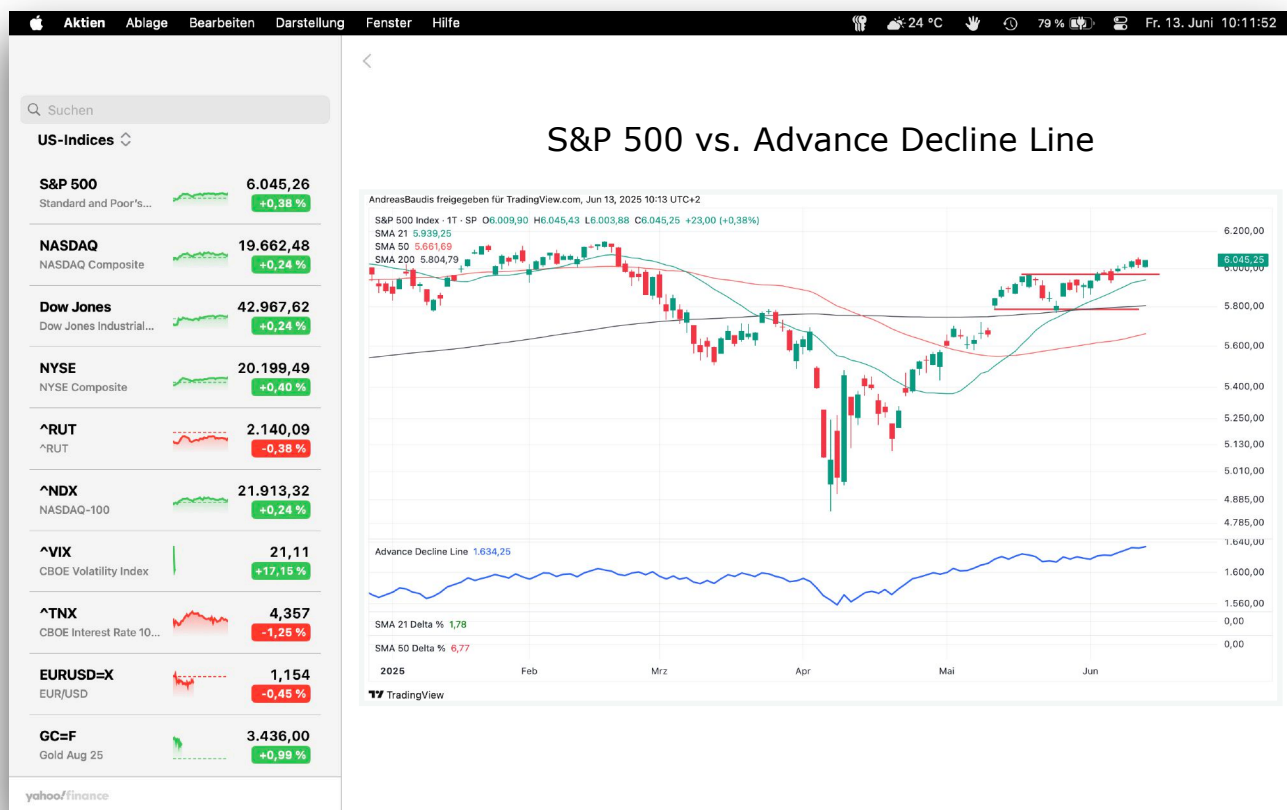 Aktien Ablage Bearbeiten Darstellung Fenster Hilfe 24 °C 79 % Fr. 13. Juni 10:11:52
Suchen
US-Indices
S&P 500 6.045,26
Standard and Poor's... +0,38 %
NASDAQ 19.662,48
NASDAQ Composite +0,24 %
Dow Jones 42.967,62
Dow Jones Industrial... +0,24 %
NYSE 20.199,49
NYSE Composite +0,40 %
^RUT 2.140,09
^RUT -0,38 %
^NDX 21.913,32
NASDAQ-100 +0,24 %
^VIX 21,11
CBOE Volatility Index +17,15 %
^TNX 4,357
CBOE Interest Rate 10... -1,25 %
EURUSD=X 1,154
EUR/USD -0,45 %
GC=F 3.436,00
Gold Aug 25 +0,99 %
yahoo!finance
S&P 500 vs. Advance Decline Line
AndreasBaudis freigegeben für TradingView.com, Jun 13, 2025 10:13 UTC+2
S&P 500 Index · 1T · SP O6.009,90 H6.045,43 L6.003,88 C6.045,25 +23,00 (+0,38%)
SMA 21 5.939,25
SMA 50 5.661,69
SMA 200 5.804,79
6.200,00
6.045,25
6.000,00
5.800,00
5.600,00
5.400,00
5.250,00
5.130,00
5.010,00
4.885,00
4.785,00
1.640,00
Advance Decline Line 1.634,25
1.600,00
1.560,00
SMA 21 Delta % 1,78 0,00
SMA 50 Delta % 6,77 0,00
2025 Feb Mrz Apr Mai Jun
TradingView